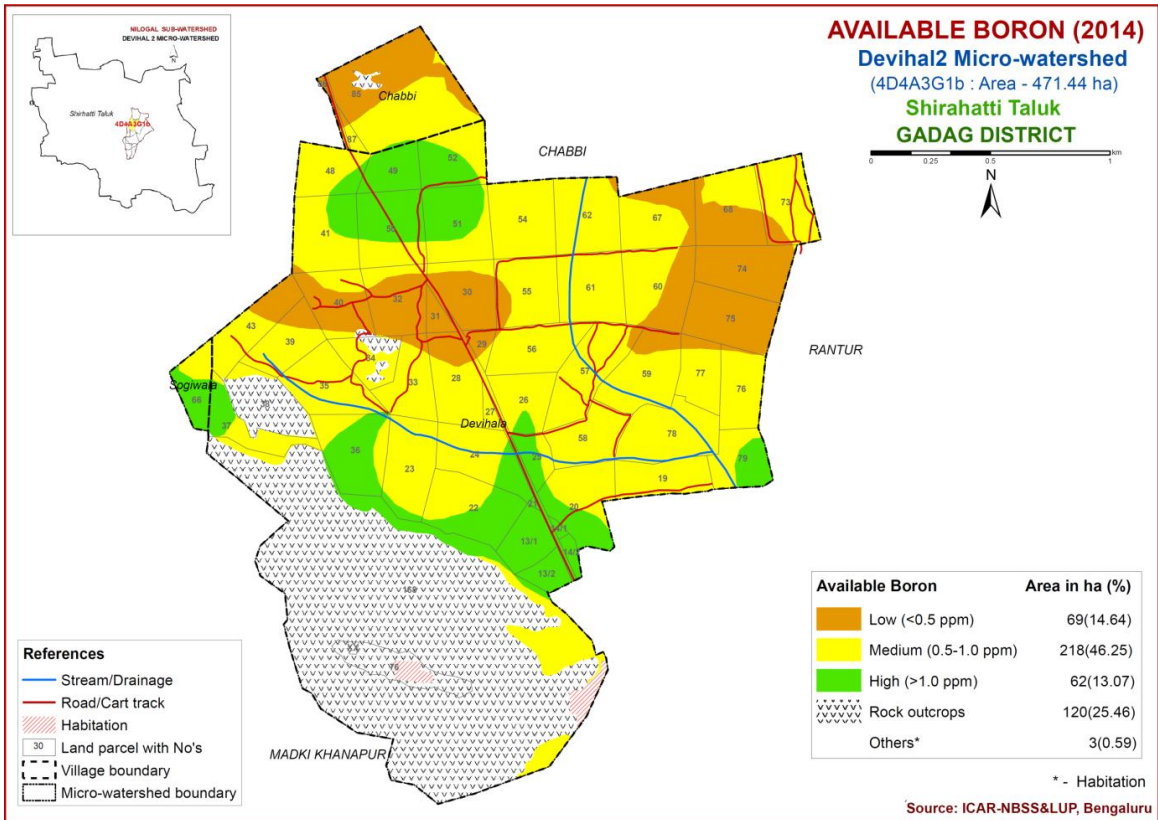 NILOGAL SUB-WATERSHED
DEVIHAL 2 MICRO-WATERSHED
N
Shirhatti Taluk
4D4A3G1b
AVAILABLE BORON (2014)
Devihal2 Micro-watershed
(4D4A3G1b : Area - 471.44 ha)
Shirahatti Taluk
GADAG DISTRICT
0 0.25 0.5 1 km
N
85
Chabbi
87
CHABBI
52
48 49
68 73
62 67
54
50 51
41
74
61 60
30 55
40 32
31 75
43
29
39 56
RANTUR
64
57 59 77
28
33
35 76
Sogiwala
66 26
38 27
Devihala
37 58 78
36 24 25
23 79
19
22 21 20
14/1
13/1
13/2
169
XX
76
MADKI KHANAPUR
References
Stream/Drainage
Road/Cart track
Habitation
30 Land parcel with No's
Village boundary
Micro-watershed boundary
Available Boron Area in ha (%)
Low (<0.5 ppm) 69(14.64)
Medium (0.5-1.0 ppm) 218(46.25)
High (>1.0 ppm) 62(13.07)
Rock outcrops 120(25.46)
Others* 3(0.59)
* - Habitation
Source: ICAR-NBSS&LUP, Bengaluru